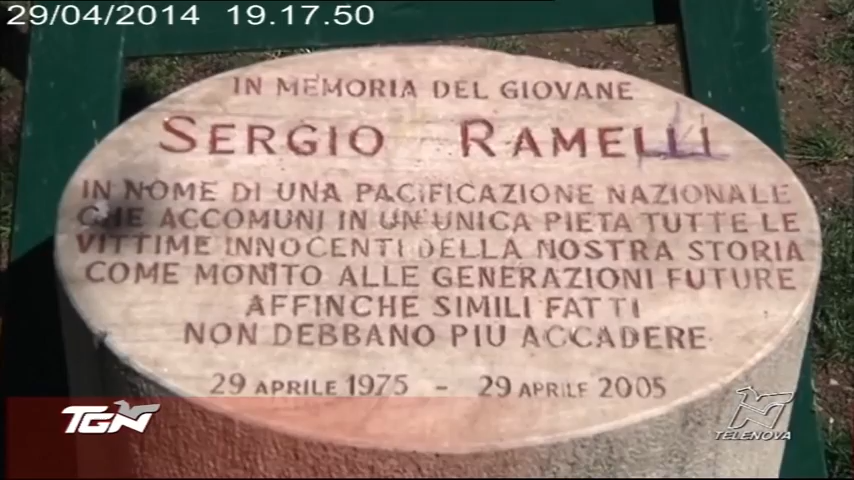 29/04/2014 19.17.50
IN MEMORIA DEL GIOVANE
SERGIO RAMELLI
IN NOME DI UNA PACIFICAZIONE NAZIONALE
CHE ACCOMUNI IN UN'UNICA PIETA TUTTE LE
VITTIME INNOCENTI DELLA NOSTRA STORIA
COME MONITO ALLE GENERAZIONI FUTURE
AFFINCHE SIMILI FATTI
NON DEBBANO PIU ACCADERE
29 APRILE 1975 - 29 APRILE 2005
TGN
TELENOVA